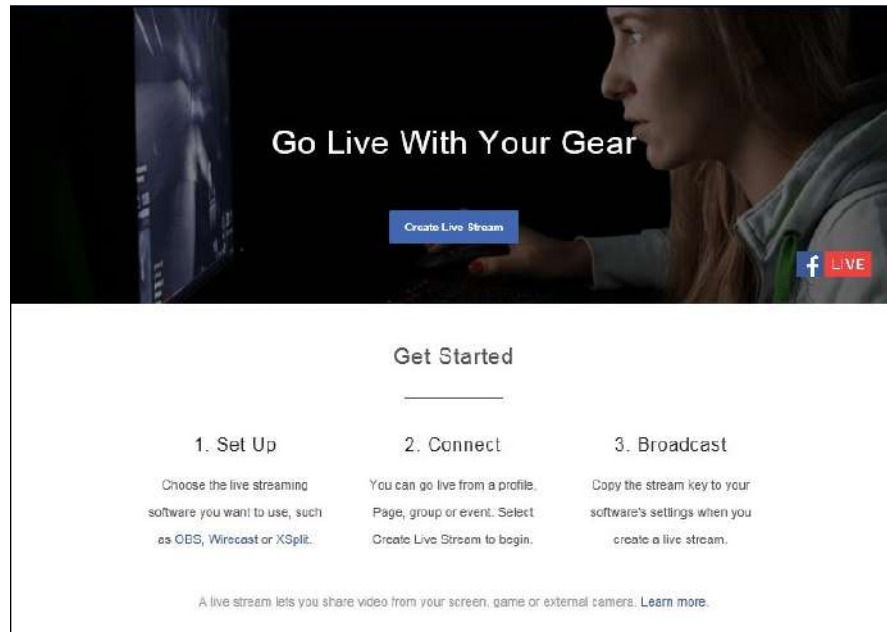 Go Live With Your Gear
Create Live Stream
f LIVE
Get Started
1. Set Up
Choose the live streaming
software you want to use, such
as OBS, Wirecast or XSplit.
2. Connect
You can go live from a profile,
Page, group or event. Select
Create Live Stream to begin.
3. Broadcast
Copy the stream key to your
software's settings when you
create a live stream.
A live stream lets you share video from your screen, game or external camera. Learn more.